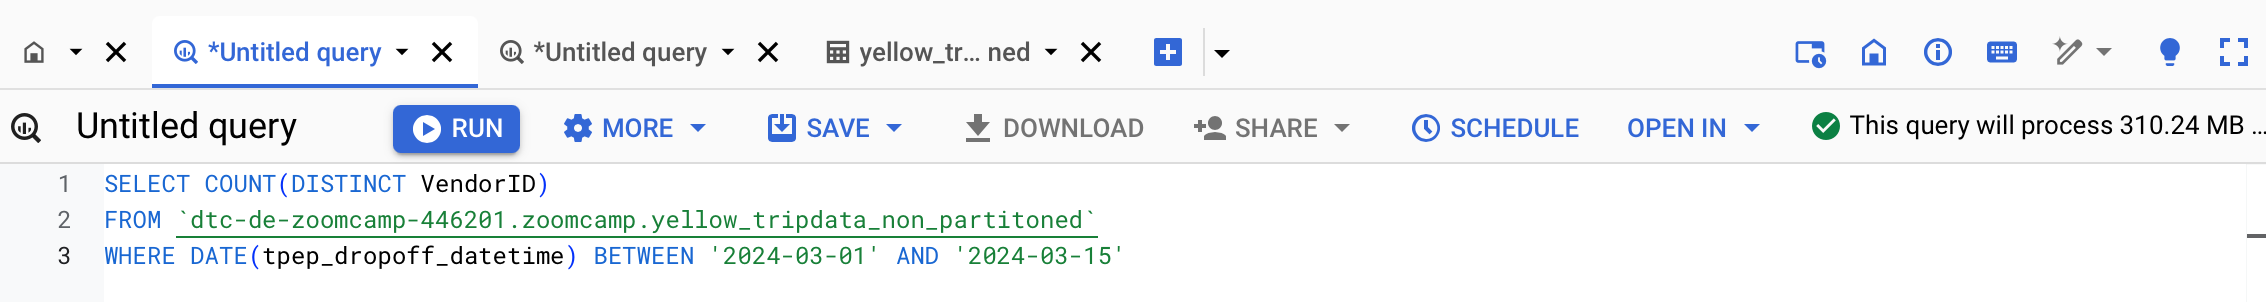 *Untitled query *Untitled query yellow_tr... ned
Untitled query RUN MORE SAVE DOWNLOAD SHARE SCHEDULE OPEN IN This query will process 310.24 MB ...
1 SELECT COUNT(DISTINCT VendorID)
2 FROM `dtc-de-zoomcamp-446201.zoomcamp.yellow_tripdata_non_partitoned`
3 WHERE DATE(tpep_dropoff_datetime) BETWEEN '2024-03-01' AND '2024-03-15'